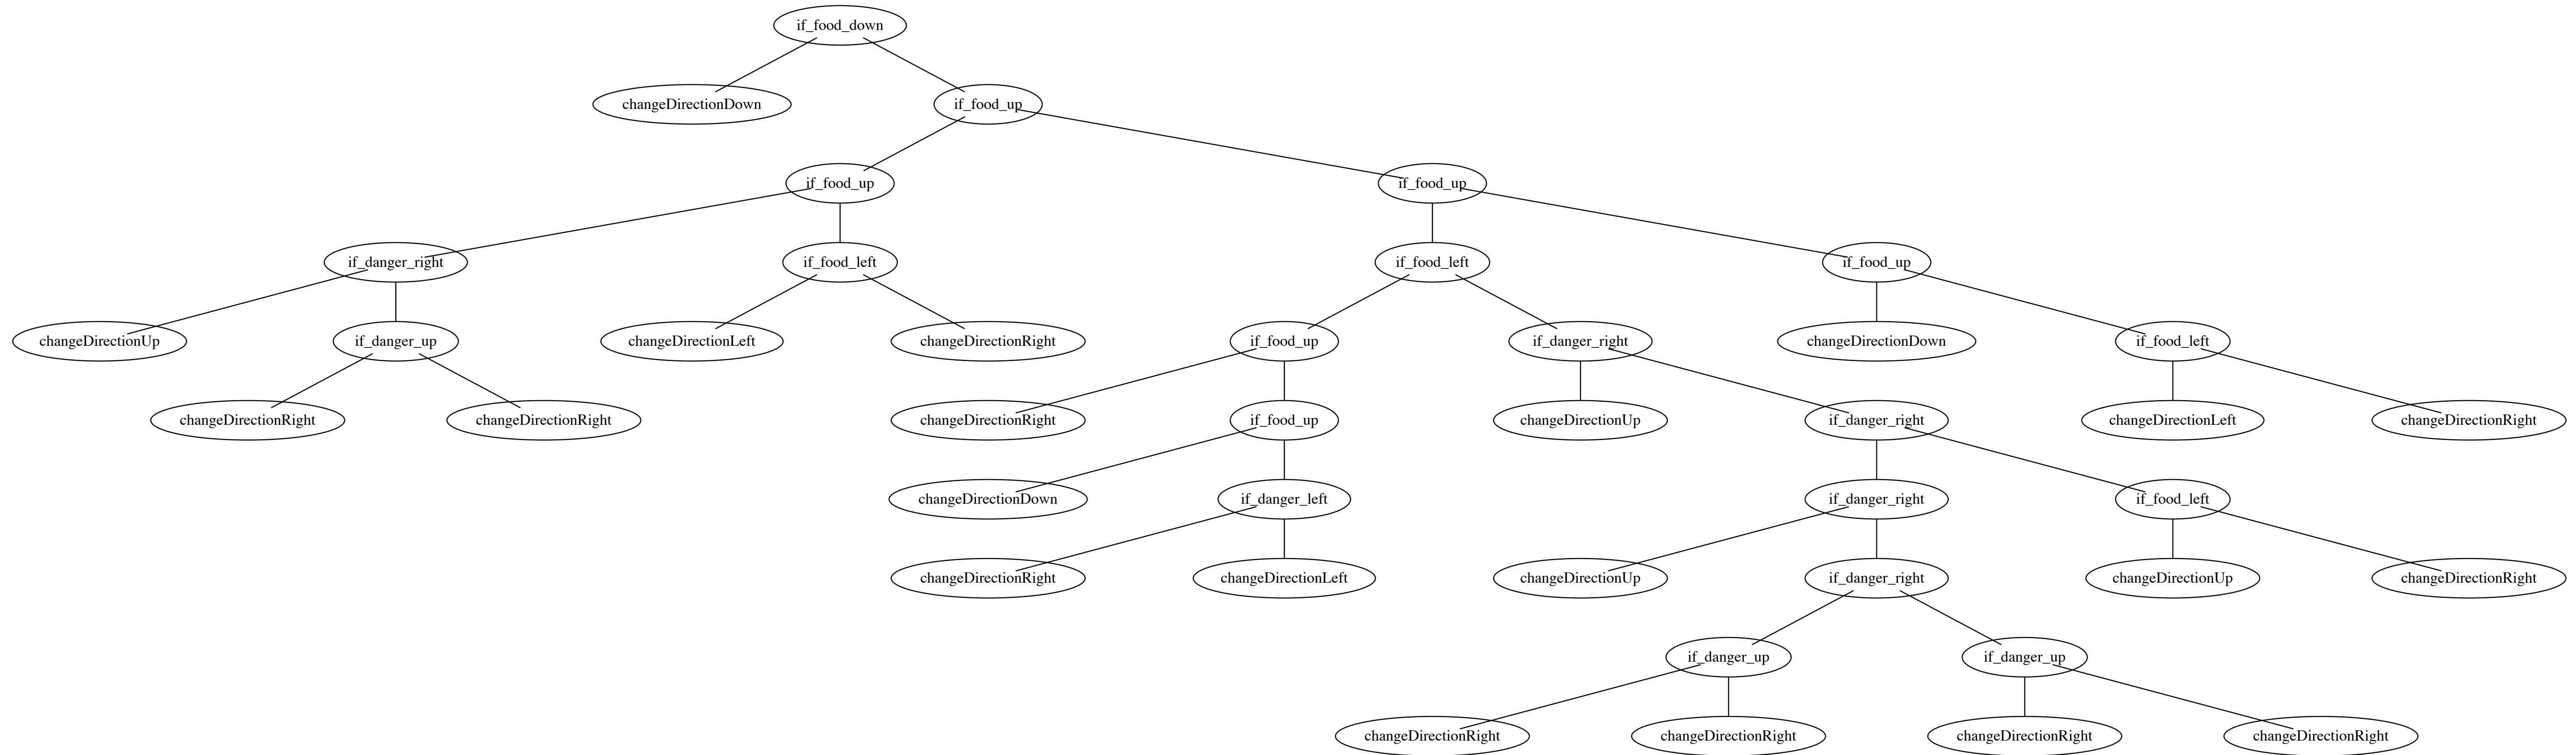 if_food_down
changeDirectionDown
if_food_up
if_food_up
if_food_up
if_danger_right
if_food_left
if_food_left
if_food_up
changeDirectionUp
if_danger_up
changeDirectionLeft
changeDirectionRight
if_food_up
if_danger_right
changeDirectionDown
if_food_left
changeDirectionRight
changeDirectionRight
changeDirectionRight
if_food_up
changeDirectionUp
if_danger_right
changeDirectionLeft
changeDirectionRight
changeDirectionDown
if_danger_left
if_danger_right
if_food_left
changeDirectionRight
changeDirectionLeft
changeDirectionUp
if_danger_right
changeDirectionUp
changeDirectionRight
if_danger_up
if_danger_up
changeDirectionRight
changeDirectionRight
changeDirectionRight
changeDirectionRight